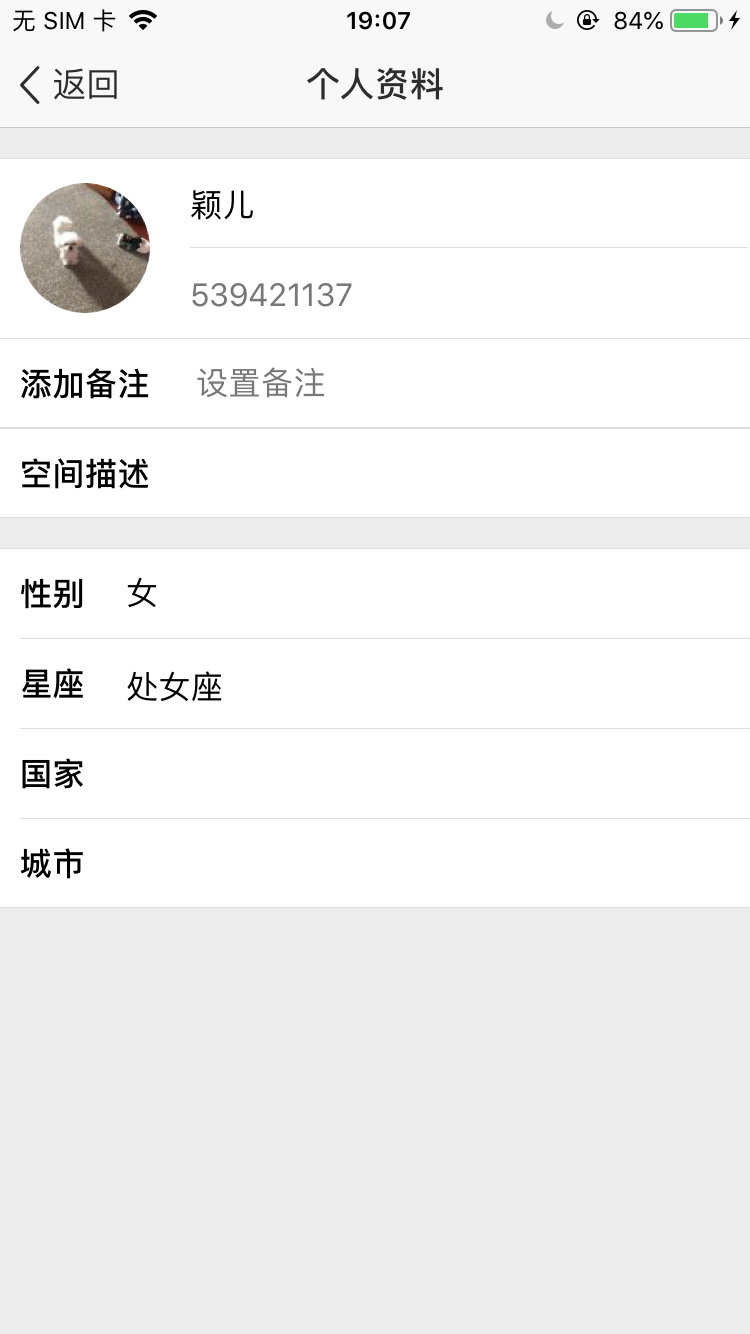 无 SIM 卡 19:07 84%
返回 个人资料
颖儿
539421137
添加备注 设置备注
空间描述
性别 女
星座 处女座
国家
城市